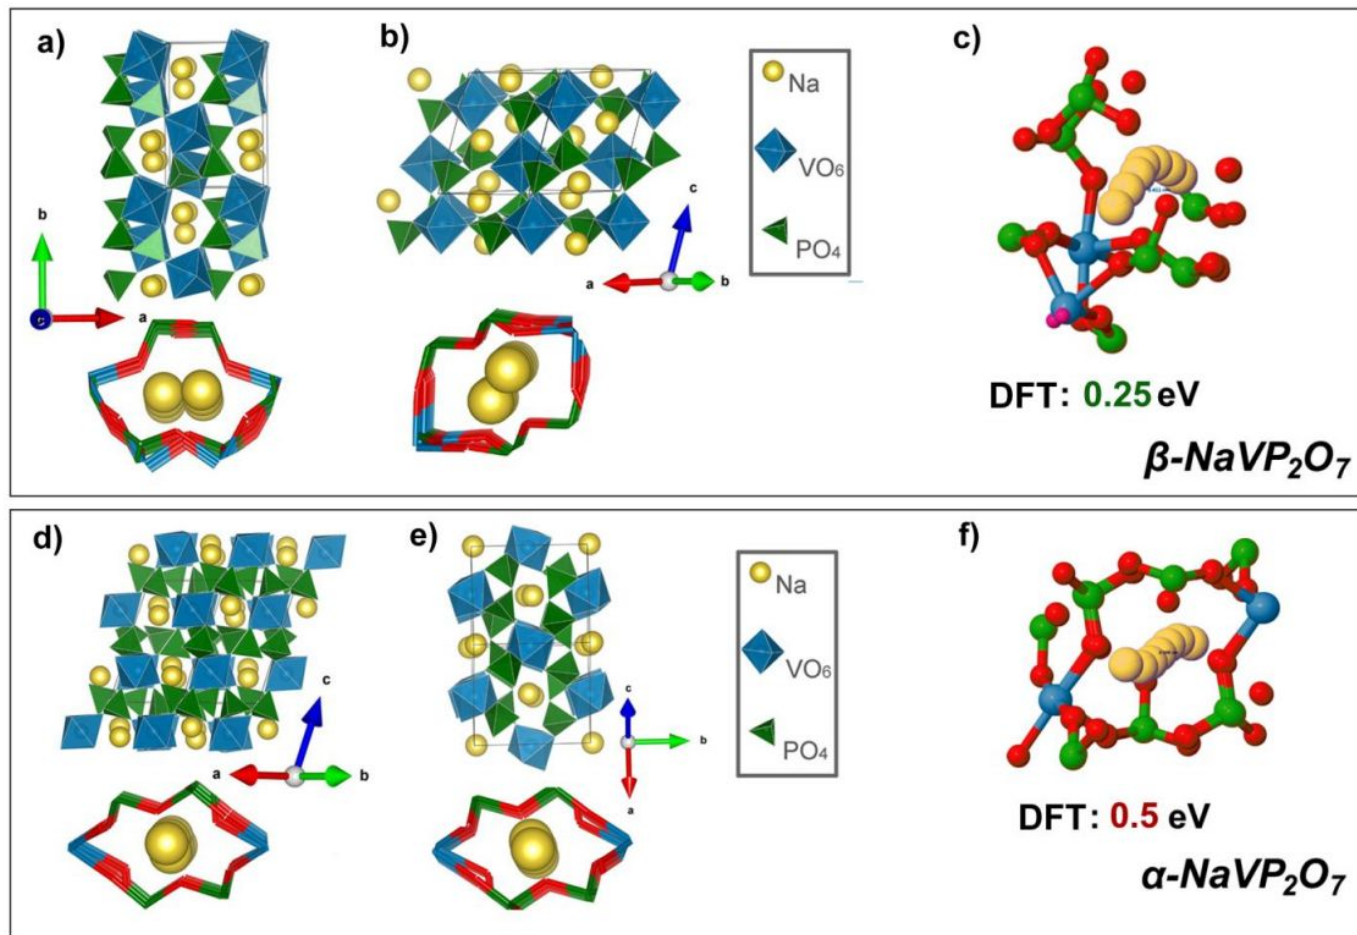 a)
b
c
a
b)
c
a
b
Na
VO₆
PO₄
c)
DFT: 0.25 eV
β-NaVP₂O₇
d)
c
a
b
e)
c
b
a
Na
VO₆
PO₄
f)
DFT: 0.5 eV
α-NaVP₂O₇